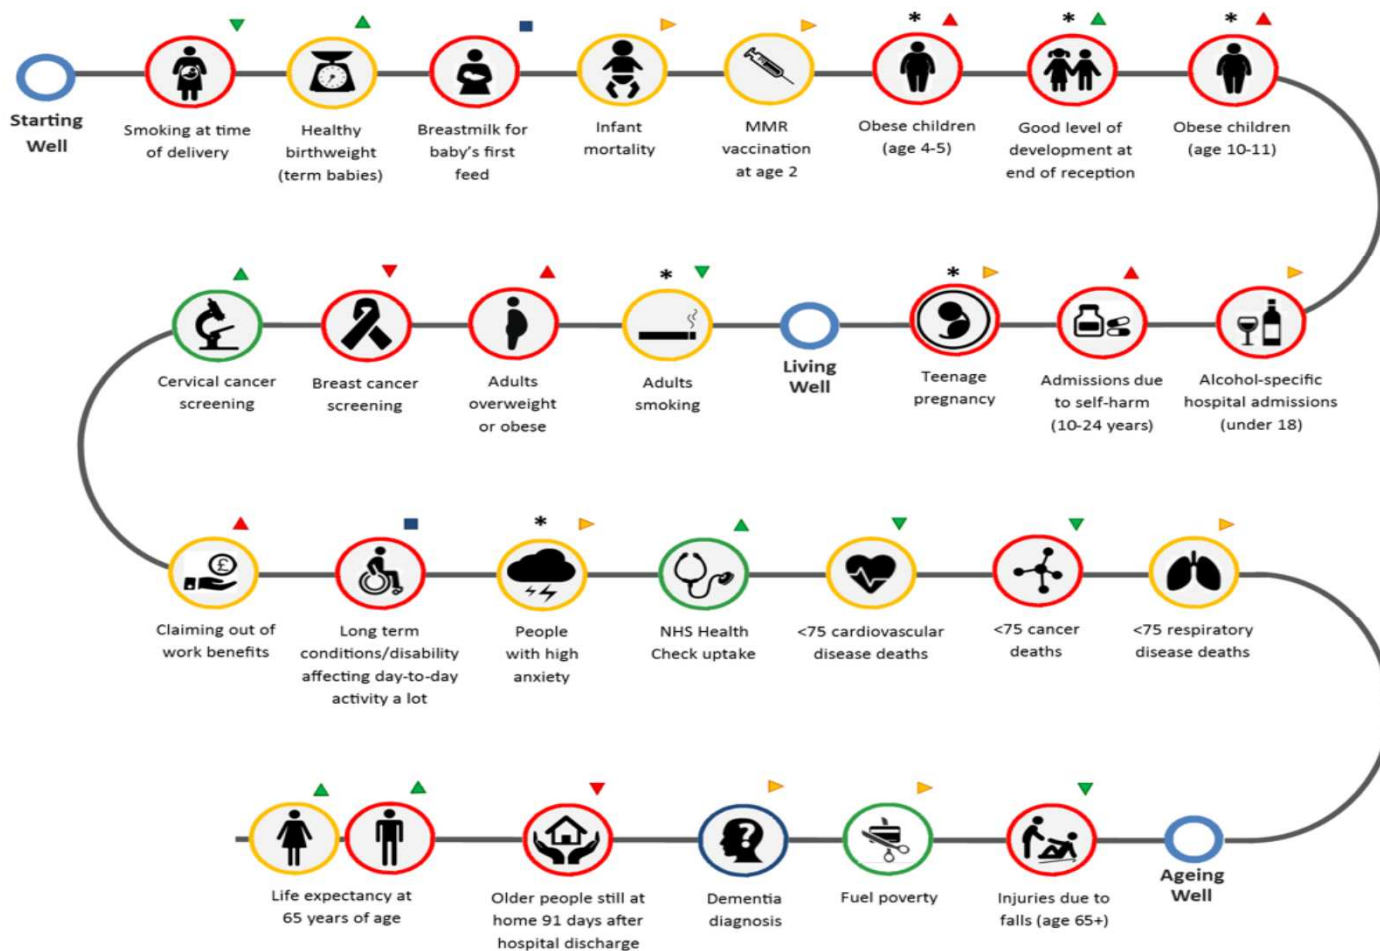 *
*
*
Starting
Well
Smoking at time
of delivery
Healthy
birthweight
(term babies)
Breastmilk for
baby's first
feed
Infant
mortality
MMR
vaccination
at age 2
Obese children
(age 4-5)
Good level of
development at
end of reception
Obese children
(age 10-11)
*
*
Cervical cancer
screening
Breast cancer
screening
Adults
overweight
or obese
Adults
smoking
Living
Well
Teenage
pregnancy
Admissions due
to self-harm
(10-24 years)
Alcohol-specific
hospital admissions
(under 18)
*
£
Claiming out of
work benefits
Long term
conditions/disability
affecting day-to-day
activity a lot
People
with high
anxiety
NHS Health
Check uptake
<75 cardiovascular
disease deaths
<75 cancer
deaths
<75 respiratory
disease deaths
?
Life expectancy at
65 years of age
Older people still at
home 91 days after
hospital discharge
Dementia
diagnosis
Fuel poverty
Injuries due to
falls (age 65+)
Ageing
Well